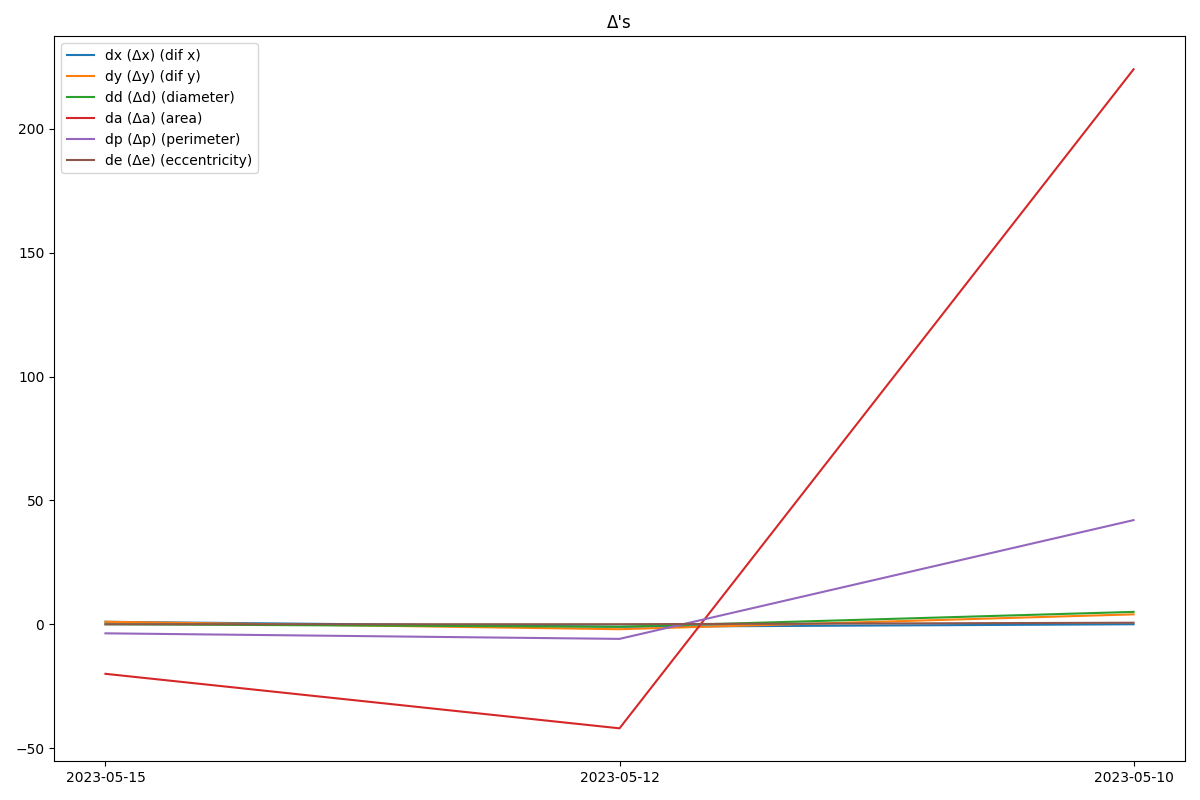 Δ's
dx (Δx) (dif x)
dy (Δy) (dif y)
dd (Δd) (diameter)
da (Δa) (area)
dp (Δp) (perimeter)
de (Δe) (eccentricity)
200
150
100
50
0
−50
2023-05-15
2023-05-12
2023-05-10